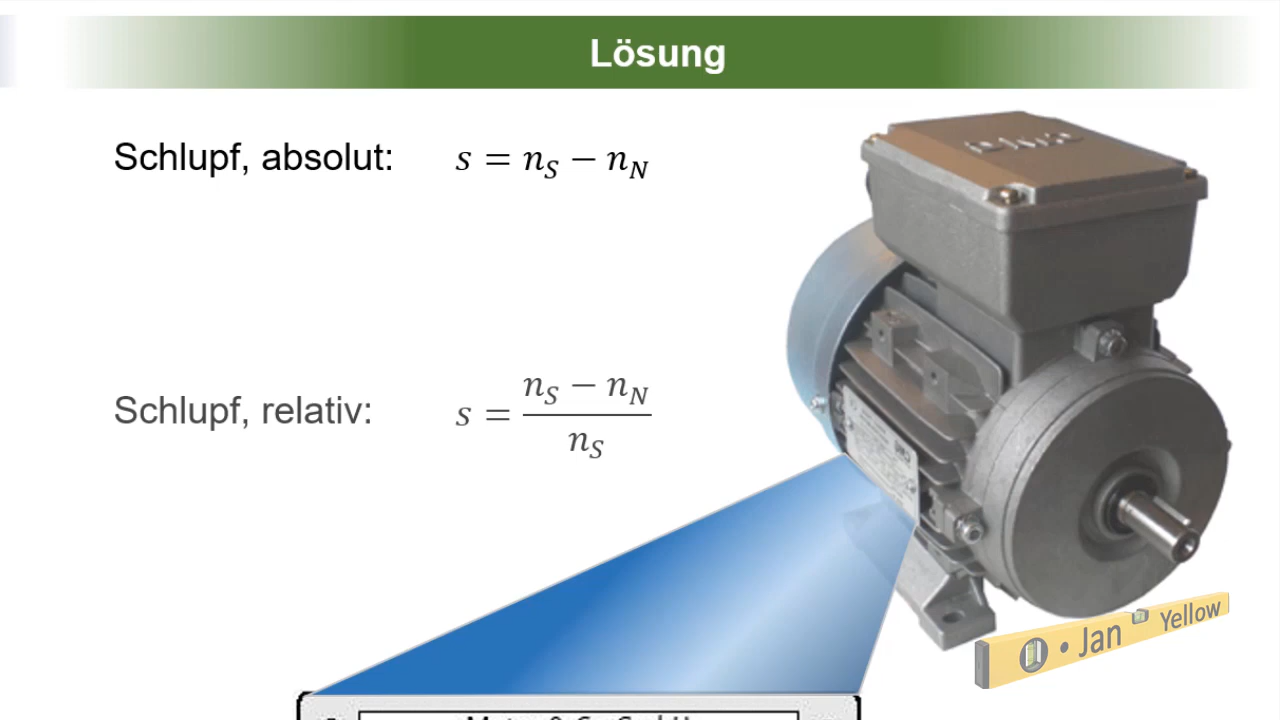 Lösung
Schlupf, absolut: s = n_S − n_N
Schlupf, relativ: s = (n_S − n_N) / n_S
Jan Yellow